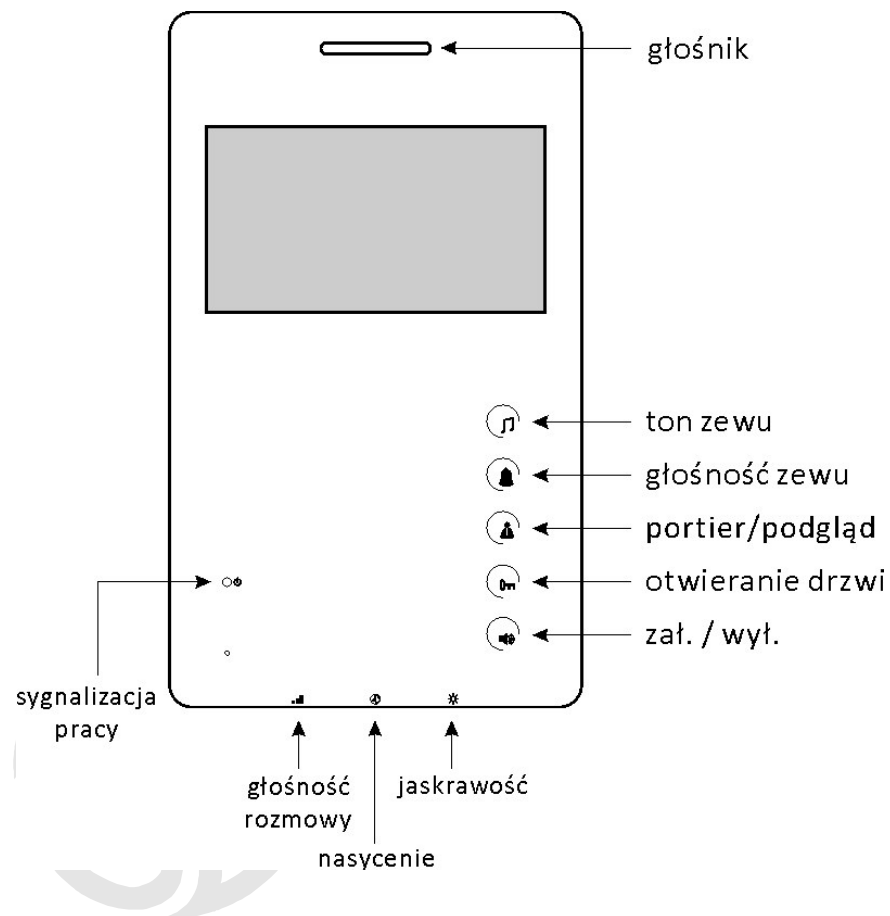 głośnik
ton zewu
głośność zewu
portier/podgląd
otwieranie drzwi
zał. / wył.
sygnalizacja
pracy
głośność
rozmowy
jaskrawość
nasycenie